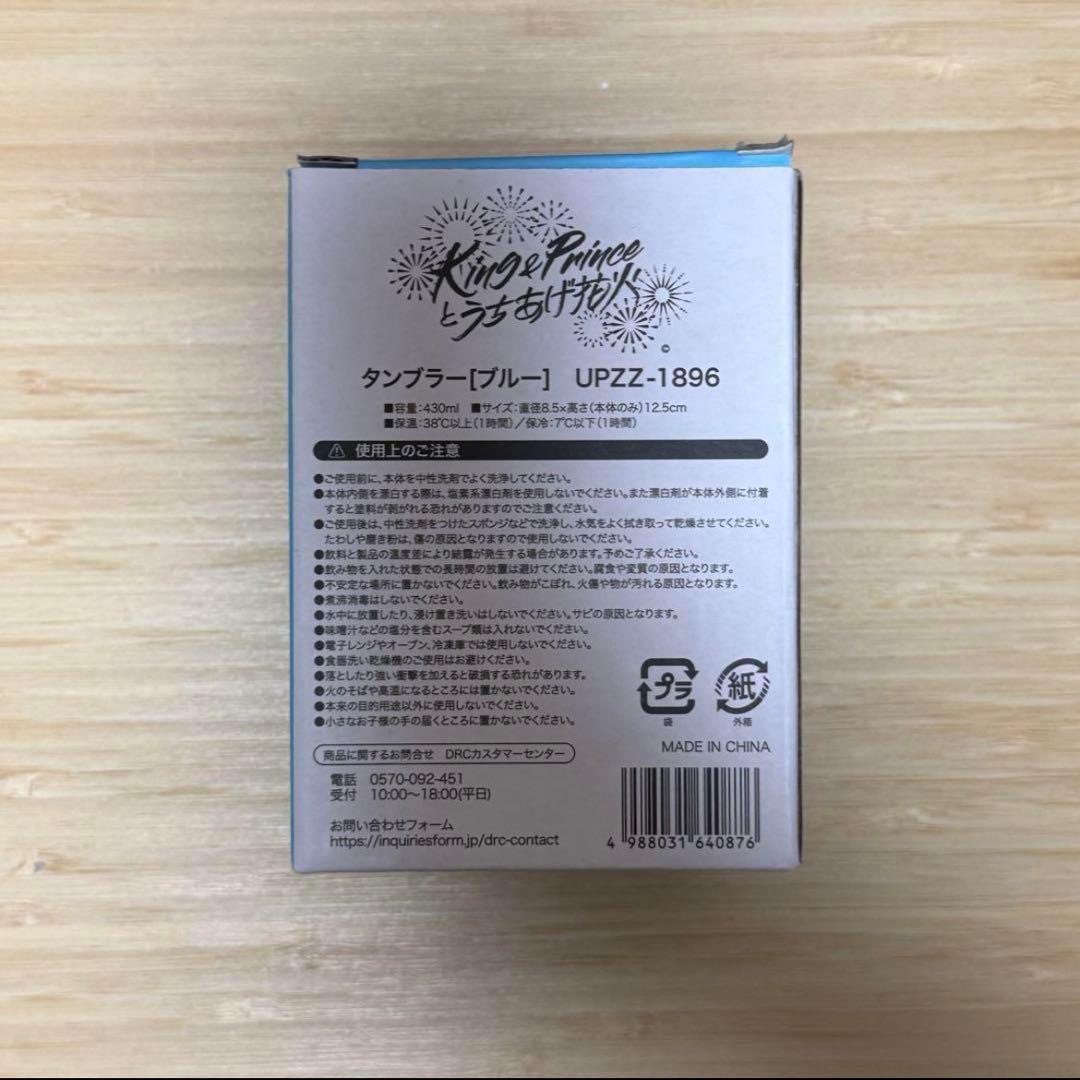 King & Prince
とうちあげ花火
©
タンブラー[ブルー] UPZZ-1896
■容量:430ml ■サイズ:直径8.5×高さ(本体のみ)12.5cm
■保温:38℃以上(1時間)/保冷:7℃以下(1時間)
⚠ 使用上のご注意
●ご使用前に、本体を中性洗剤でよく洗浄してください。
●本体内側を漂白する際は、塩素系漂白剤を使用しないでください。また漂白剤が本体外側に付着
すると塗料が剥がれる恐れがありますのでご注意ください。
●ご使用後は、中性洗剤をつけたスポンジなどで洗浄し、水気をよく拭き取って乾燥させてください。
たわしや磨き粉は、傷の原因となりますので使用しないでください。
●飲料と製品の温度差により結露が発生する場合があります。予めご了承ください。
●飲み物を入れた状態での長時間の放置は避けてください。腐食や変質の原因となります。
●不安定な場所に置かないでください。飲み物がこぼれ、火傷や物が汚れる原因となります。
●煮沸消毒はしないでください。
●水中に放置したり、浸け置き洗いはしないでください。サビの原因となります。
●味噌汁などの塩分を含むスープ類は入れないでください。
●電子レンジやオーブン、冷凍庫では使用しないでください。
●食器洗い乾燥機のご使用はお避けください。
●落としたり強い衝撃を加えると破損する恐れがあります。
●火のそばや高温になるところには置かないでください。
●本来の目的用途以外に使用しないでください。
●小さなお子様の手の届くところに置かないでください。
プラ 紙
袋 外箱
MADE IN CHINA
商品に関するお問合せ DRCカスタマーセンター
電話 0570-092-451
受付 10:00〜18:00(平日)
お問い合わせフォーム
https://inquiriesform.jp/drc-contact
4 988031 640876